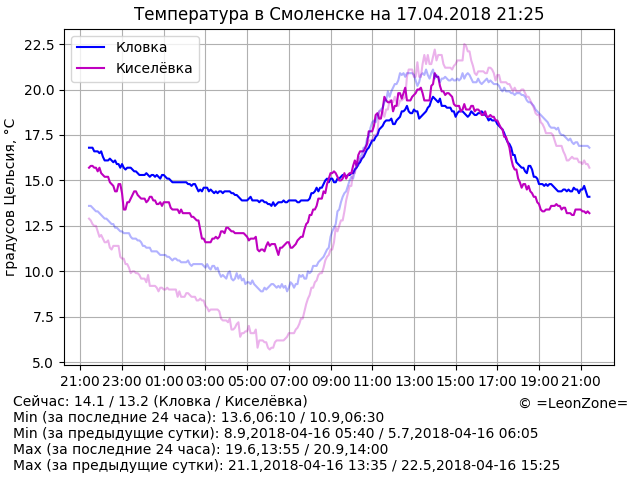 Температура в Смоленске на 17.04.2018 21:25
Кловка
Киселёвка
градусов Цельсия, °C
22.5
20.0
17.5
15.0
12.5
10.0
7.5
5.0
21:00 23:00 01:00 03:00 05:00 07:00 09:00 11:00 13:00 15:00 17:00 19:00 21:00
Сейчас: 14.1 / 13.2 (Кловка / Киселёвка)
© =LeonZone=
Min (за последние 24 часа): 13.6,06:10 / 10.9,06:30
Min (за предыдущие сутки): 8.9,2018-04-16 05:40 / 5.7,2018-04-16 06:05
Max (за последние 24 часа): 19.6,13:55 / 20.9,14:00
Max (за предыдущие сутки): 21.1,2018-04-16 13:35 / 22.5,2018-04-16 15:25